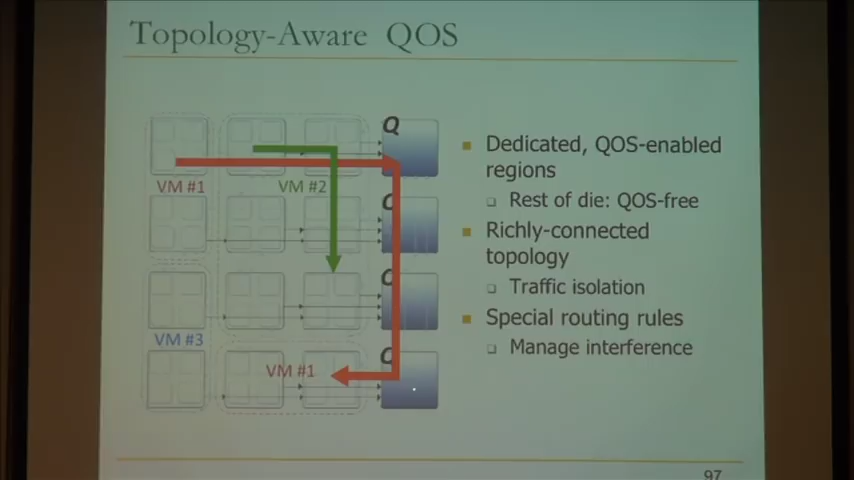 Topology-Aware QOS
Q
VM #1
VM #2
Q
Q
VM #3
VM #1
Q
Dedicated, QOS-enabled
regions
Rest of die: QOS-free
Richly-connected
topology
Traffic isolation
Special routing rules
Manage interference
97